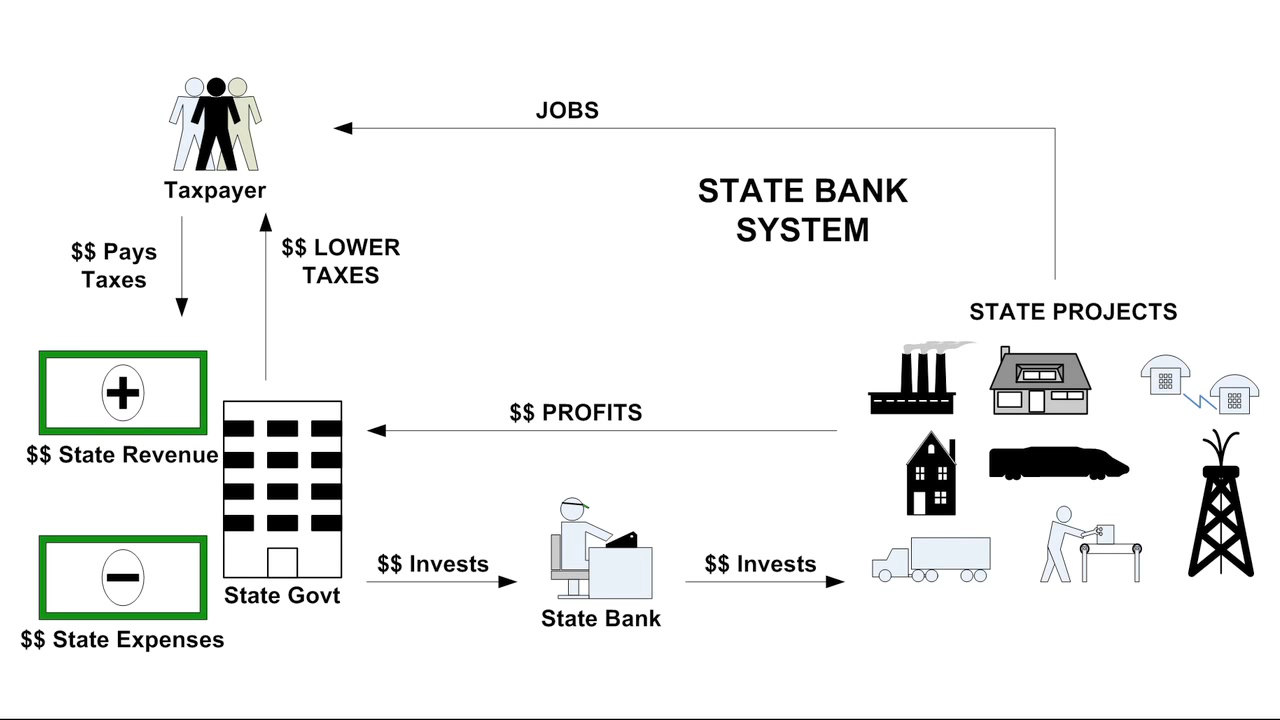 JOBS
STATE BANK
SYSTEM
Taxpayer
$$ Pays
Taxes
$$ LOWER
TAXES
STATE PROJECTS
$$ PROFITS
$$ State Revenue
$$ Invests
$$ Invests
State Govt
State Bank
$$ State Expenses